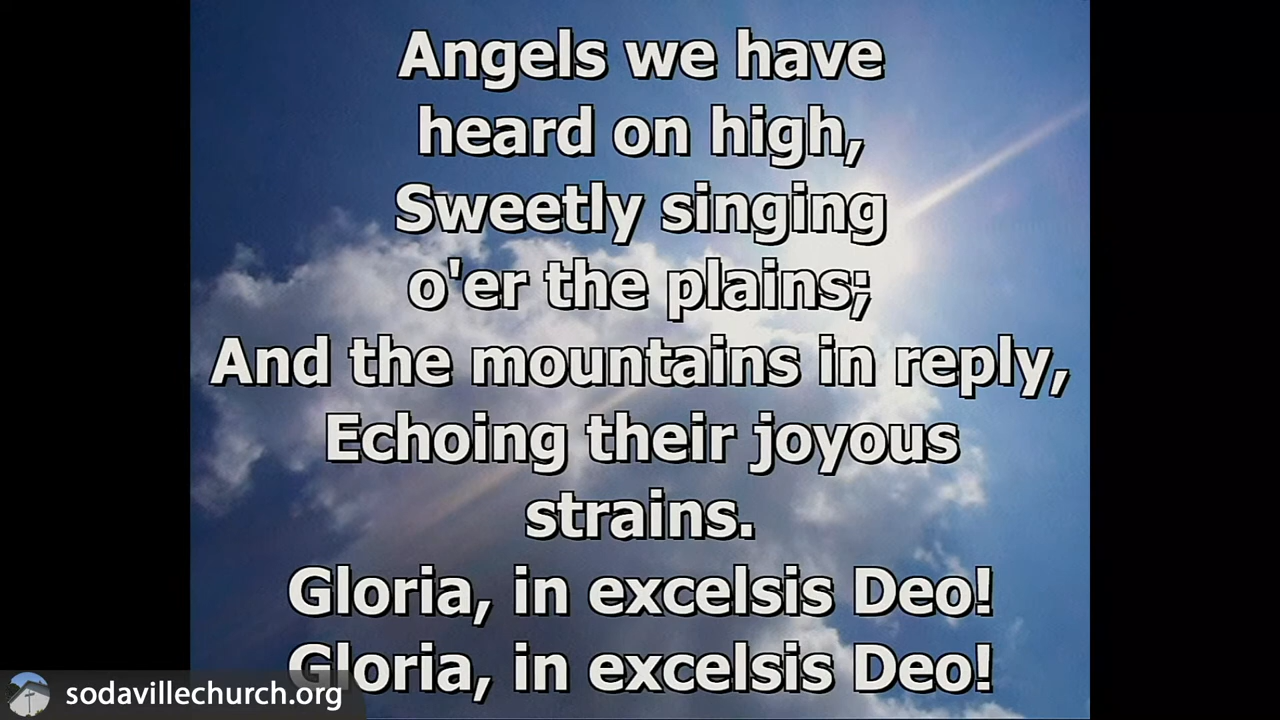 Angels we have
heard on high,
Sweetly singing
o'er the plains;
And the mountains in reply,
Echoing their joyous
strains.
Gloria, in excelsis Deo!
Gloria, in excelsis Deo!
sodavillechurch.org